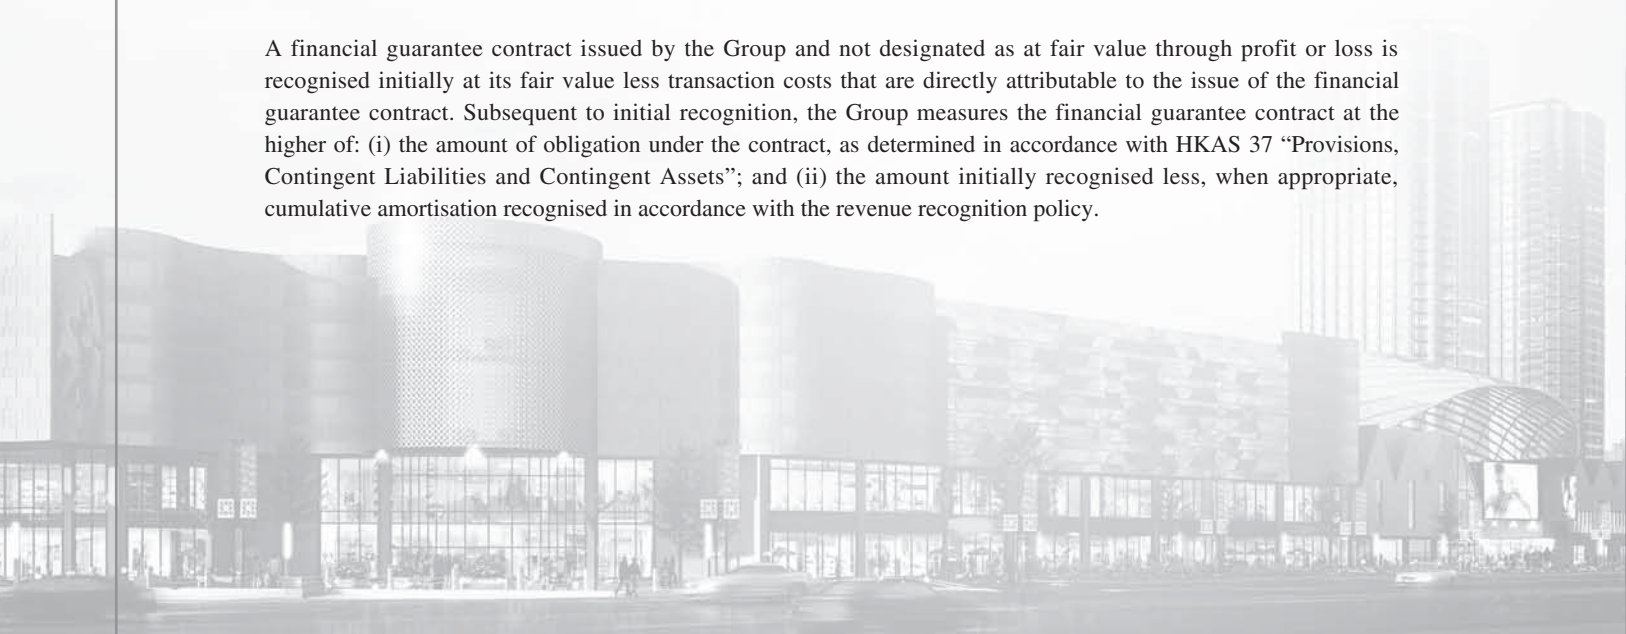 A financial guarantee contract issued by the Group and not designated as at fair value through profit or loss is
recognised initially at its fair value less transaction costs that are directly attributable to the issue of the financial
guarantee contract. Subsequent to initial recognition, the Group measures the financial guarantee contract at the
higher of: (i) the amount of obligation under the contract, as determined in accordance with HKAS 37 “Provisions,
Contingent Liabilities and Contingent Assets”; and (ii) the amount initially recognised less, when appropriate,
cumulative amortisation recognised in accordance with the revenue recognition policy.